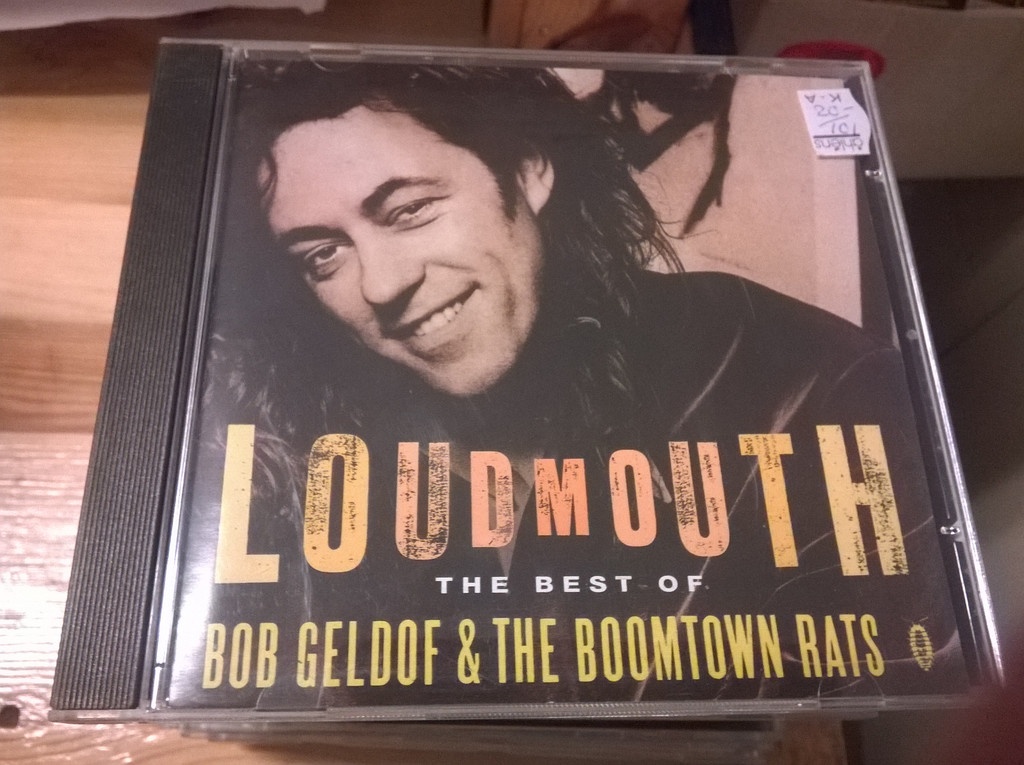 LOUDMOUTH
THE BEST OF
BOB GELDOF & THE BOOMTOWN RATS